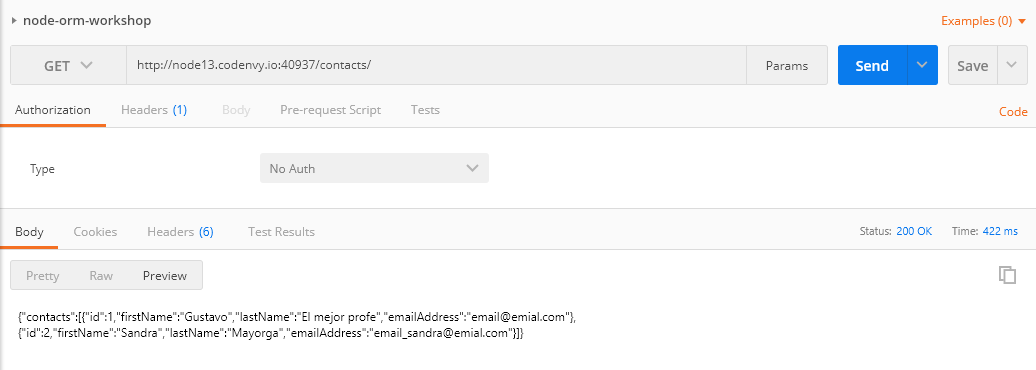 node-orm-workshop
Examples (0)
GET http://node13.codenvy.io:40937/contacts/ Params Send Save
Authorization Headers (1) Body Pre-request Script Tests Code
Type No Auth
Body Cookies Headers (6) Test Results Status: 200 OK Time: 422 ms
Pretty Raw Preview
{"contacts":[{"id":1,"firstName":"Gustavo","lastName":"El mejor profe","emailAddress":"email@emial.com"},
{"id":2,"firstName":"Sandra","lastName":"Mayorga","emailAddress":"email_sandra@emial.com"}]}